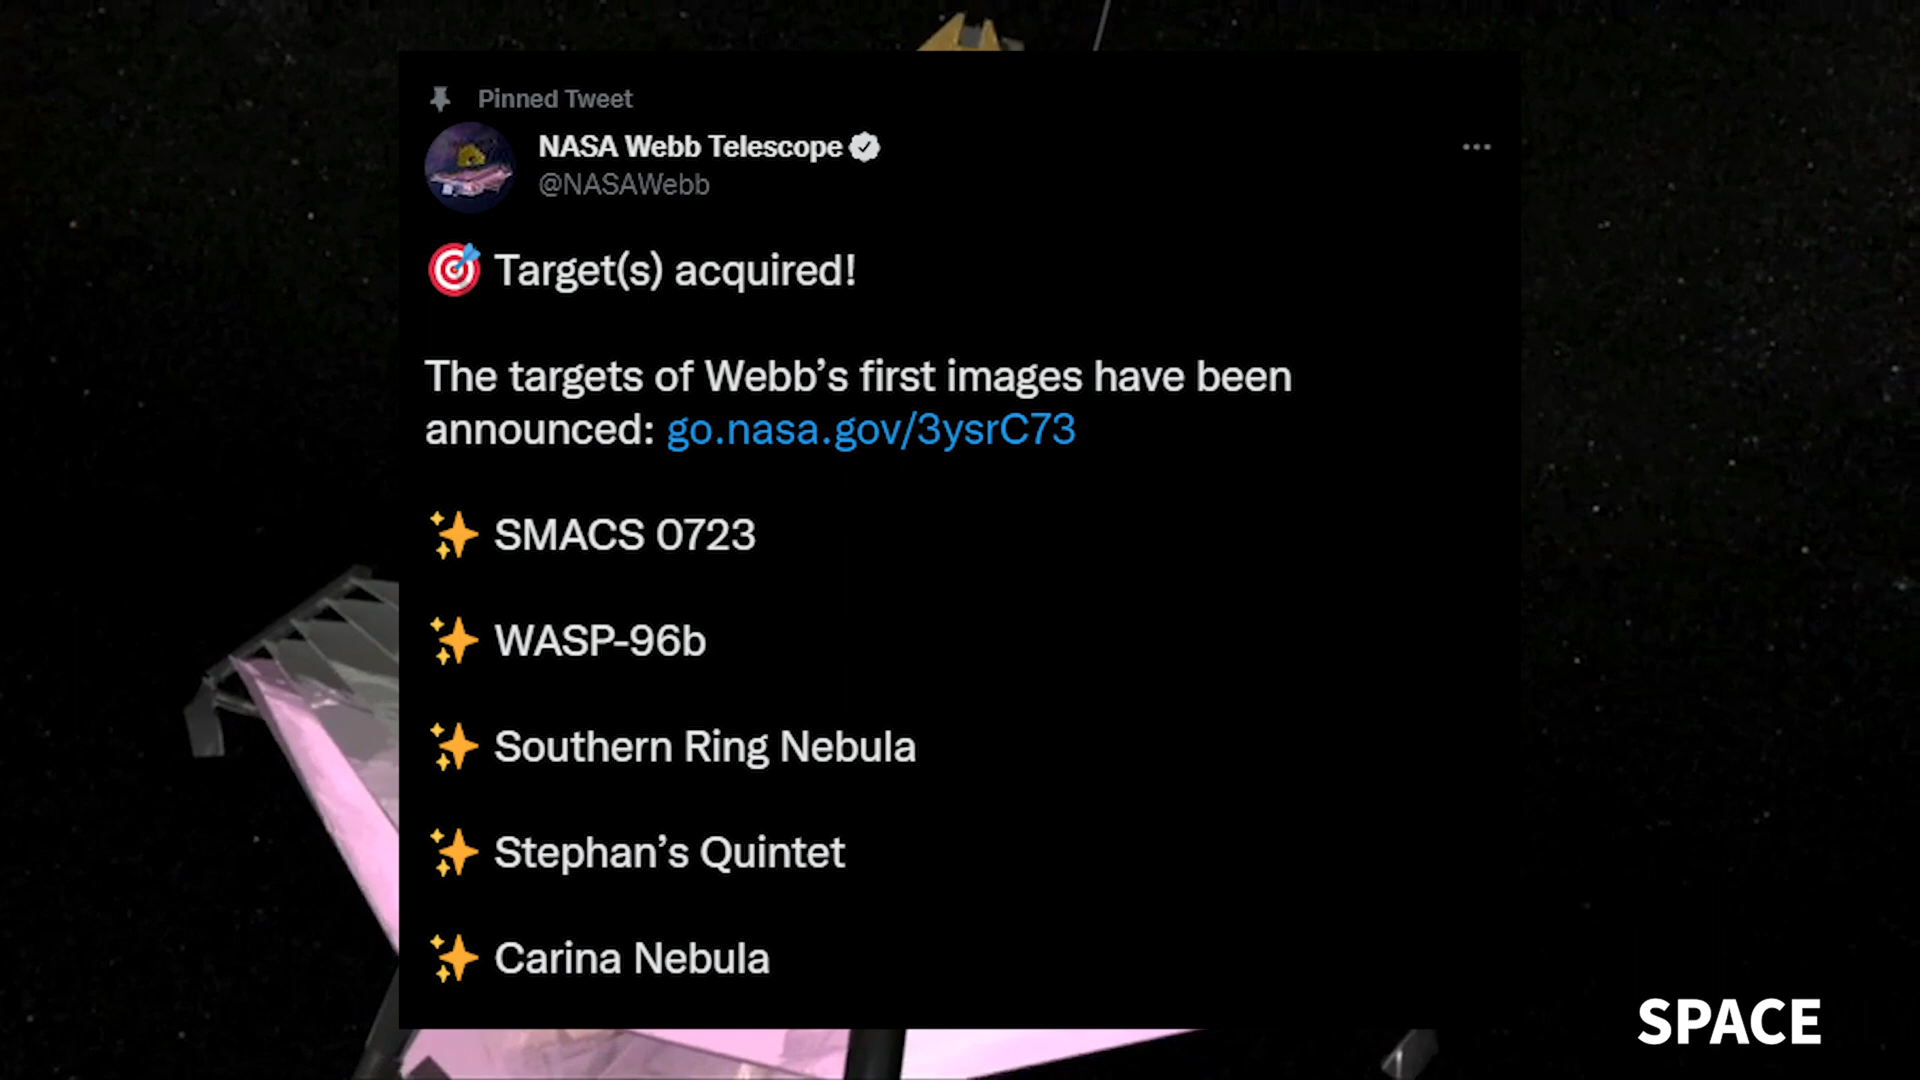 Pinned Tweet
NASA Webb Telescope
@NASAWebb
🎯 Target(s) acquired!
The targets of Webb’s first images have been
announced: go.nasa.gov/3ysrC73
✨ SMACS 0723
✨ WASP-96b
✨ Southern Ring Nebula
✨ Stephan’s Quintet
✨ Carina Nebula
SPACE